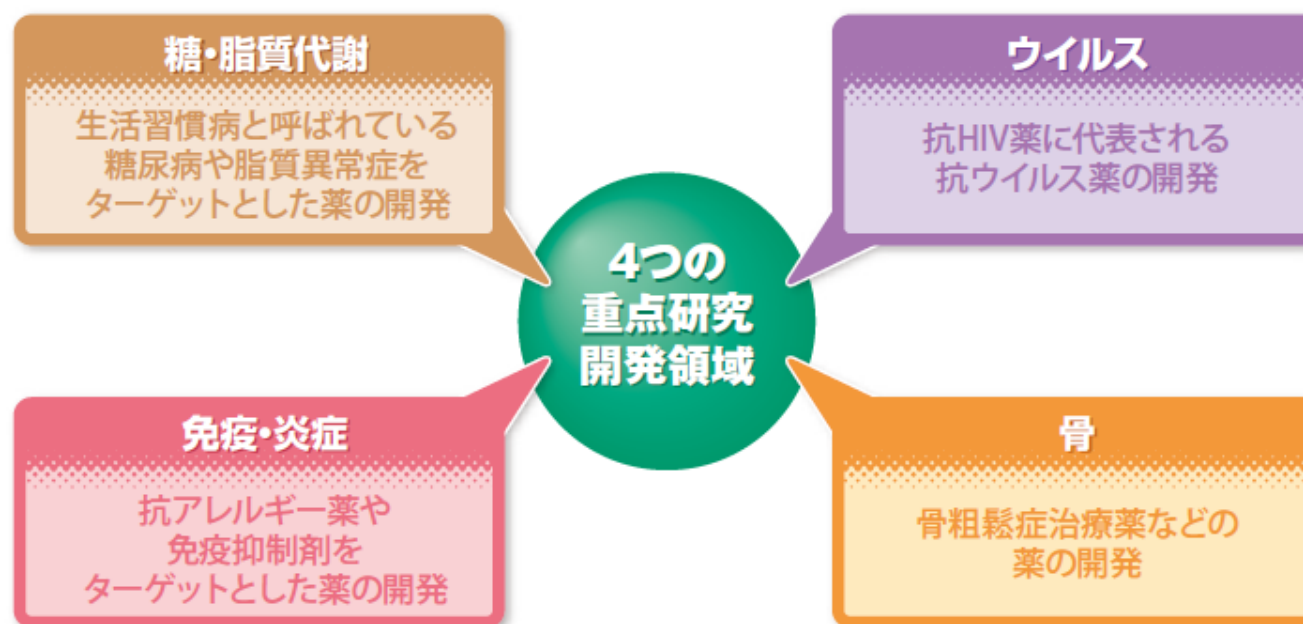 糖・脂質代謝
生活習慣病と呼ばれている
糖尿病や脂質異常症を
ターゲットとした薬の開発
ウイルス
抗HIV薬に代表される
抗ウイルス薬の開発
4つの
重点研究
開発領域
免疫・炎症
抗アレルギー薬や
免疫抑制剤を
ターゲットとした薬の開発
骨
骨粗鬆症治療薬などの
薬の開発